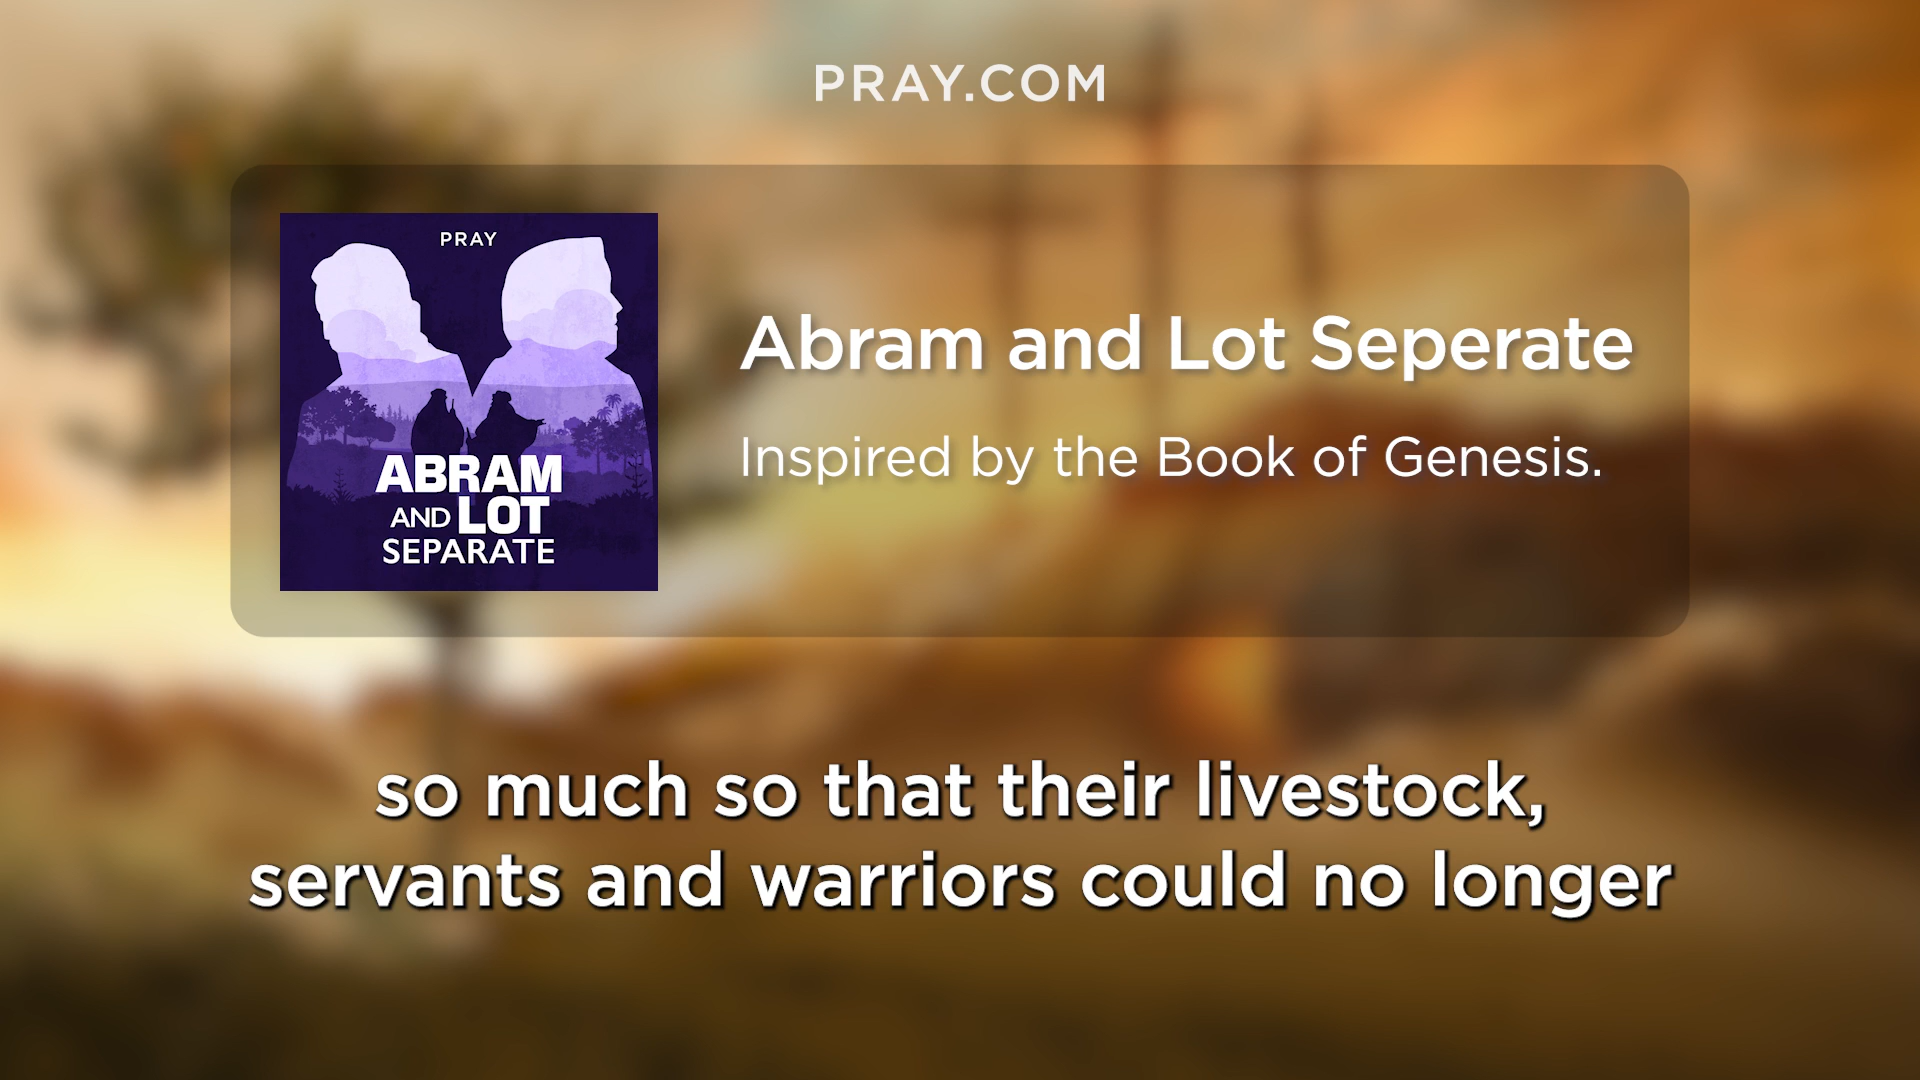 PRAY.COM
PRAY
ABRAM
AND LOT
SEPARATE
Abram and Lot Seperate
Inspired by the Book of Genesis.
so much so that their livestock,
servants and warriors could no longer